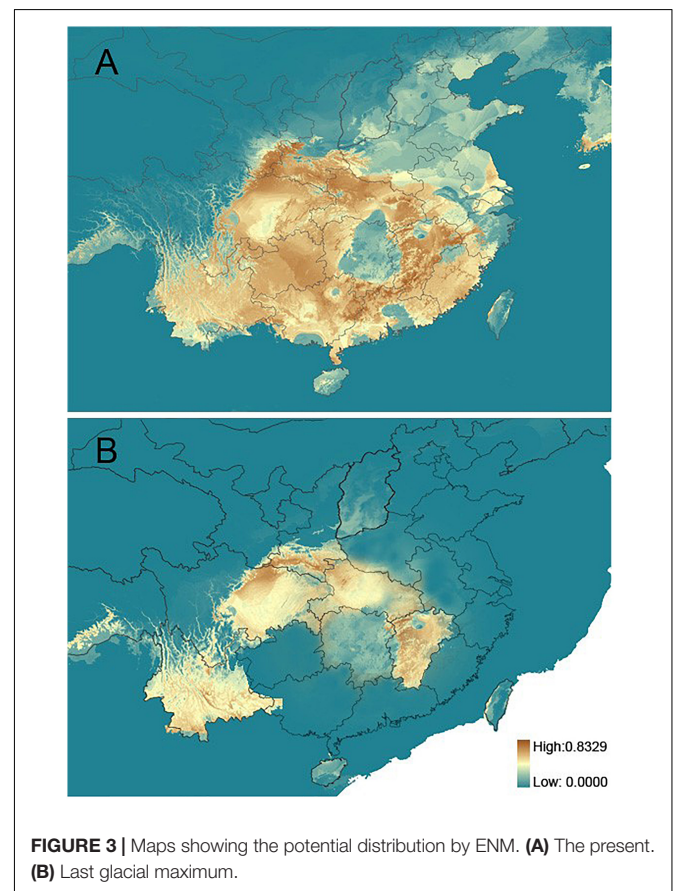 A
B
High:0.8329
Low: 0.0000
FIGURE 3 | Maps showing the potential distribution by ENM. (A) The present.
(B) Last glacial maximum.